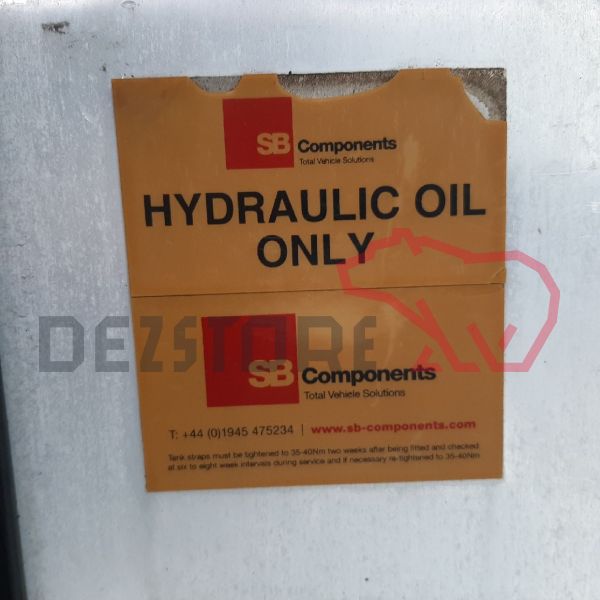 SB Components
Total Vehicle Solutions
HYDRAULIC OIL
ONLY
DEZSTORE
SB Components
Total Vehicle Solutions
T: +44 (0)1945 475234 | www.sb-components.com
Tank straps must be tightened to 35-40Nm two weeks after being fitted and checked
at six to eight week intervals during service and if necessary re-tightened to 35-40Nm